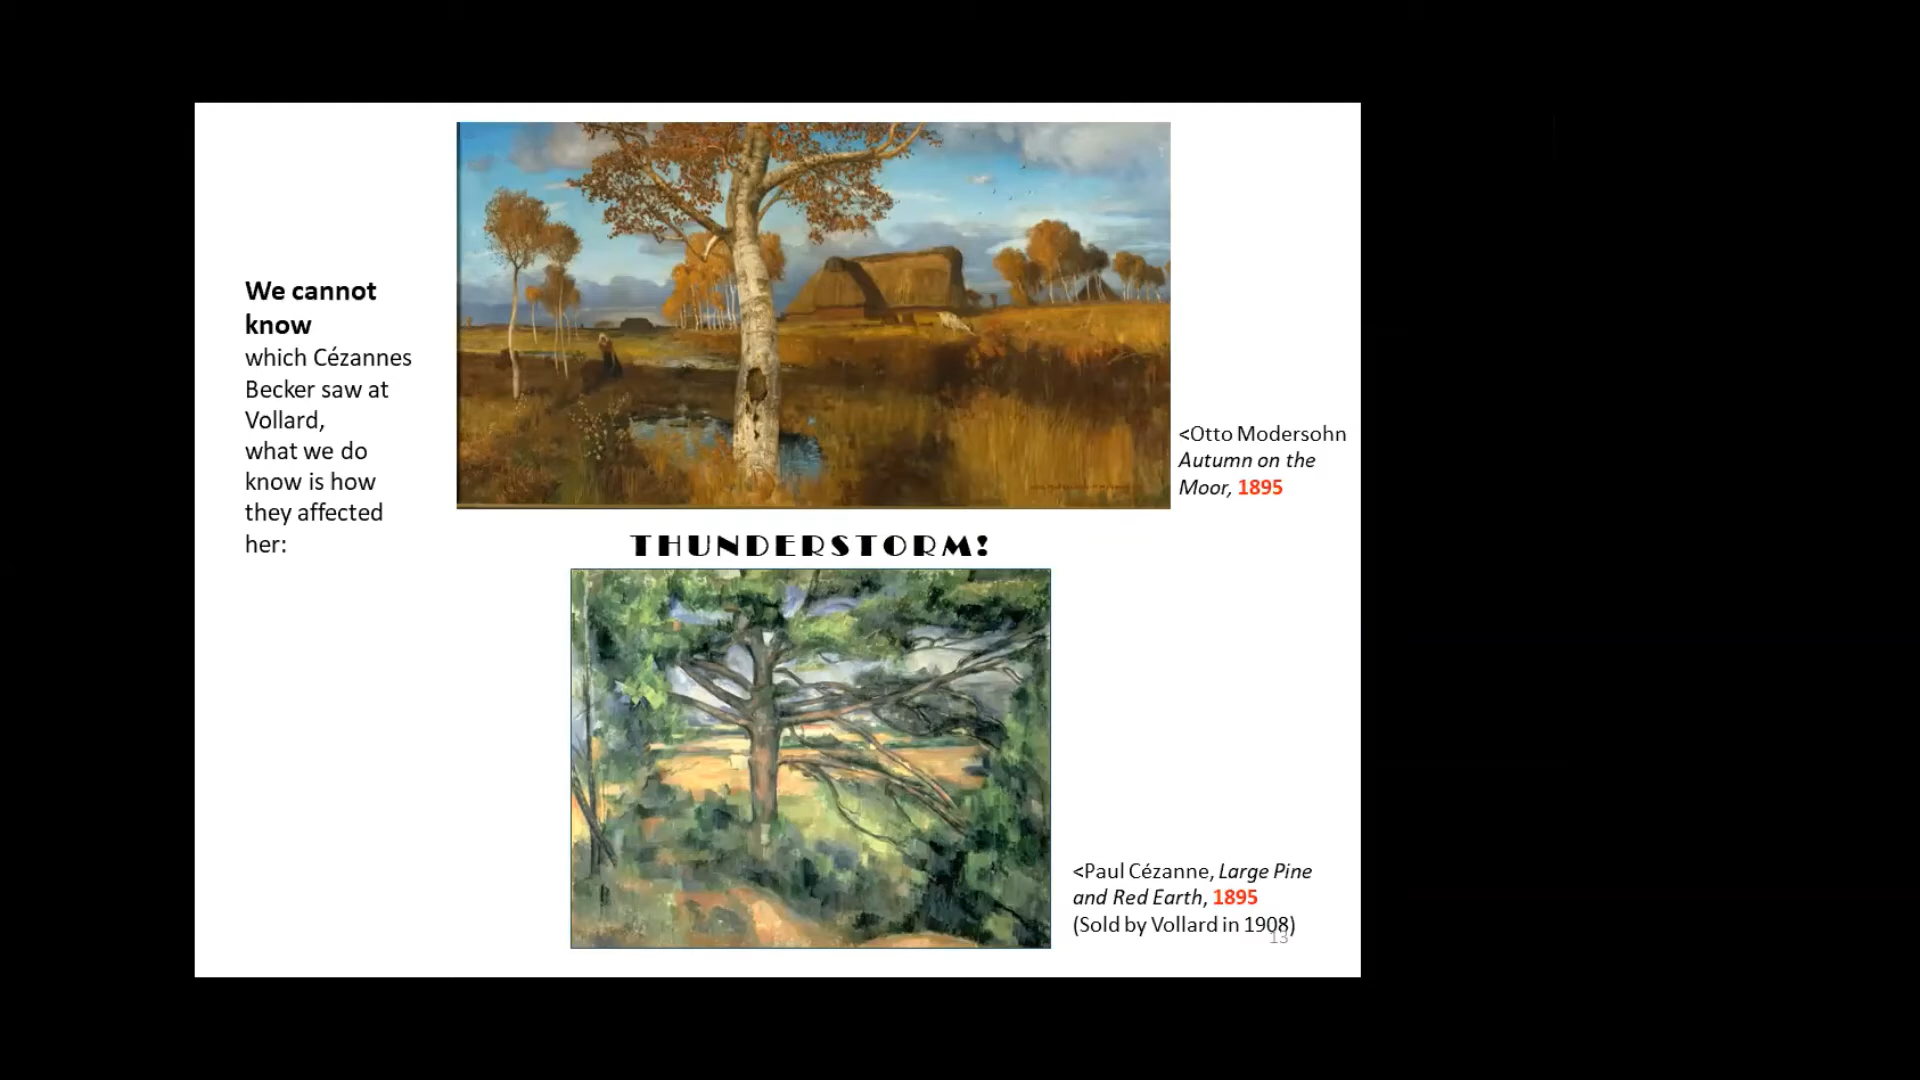 We cannot
know
which Cézannes
Becker saw at
Vollard,
what we do
know is how
they affected
her:
<Otto Modersohn
Autumn on the
Moor, 1895
THUNDERSTORM!
<Paul Cézanne, Large Pine
and Red Earth, 1895
(Sold by Vollard in 1908)
13